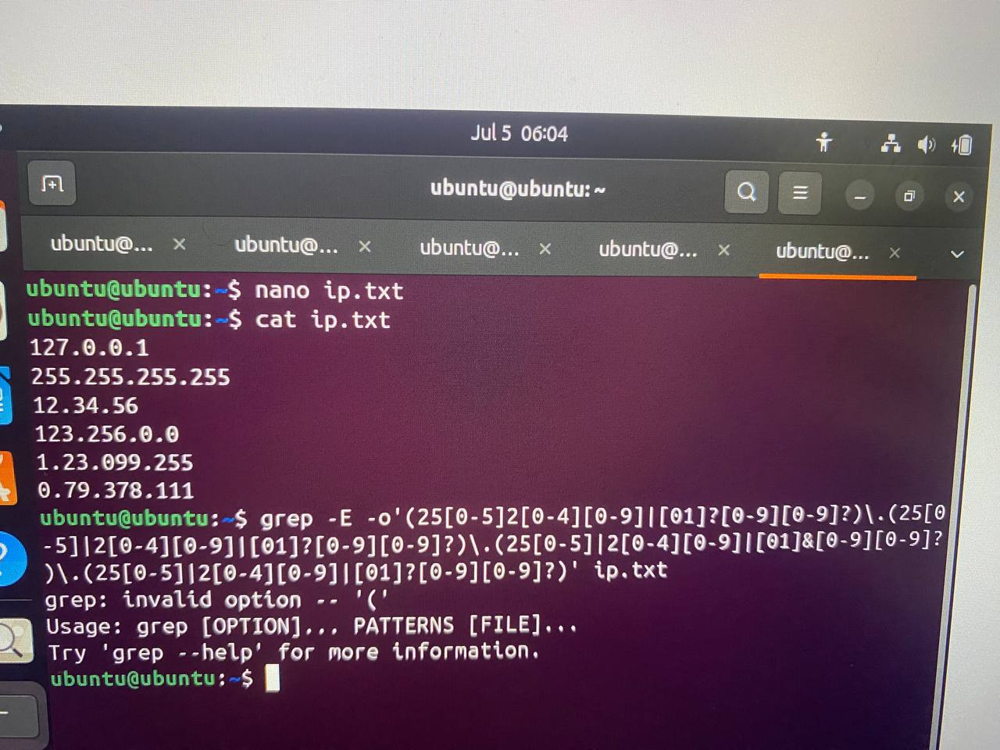 Jul 5 06:04
ubuntu@ubuntu: ~
ubuntu@... × ubuntu@... × ubuntu@... × ubuntu@... × ubuntu@... ×
ubuntu@ubuntu:~$ nano ip.txt
ubuntu@ubuntu:~$ cat ip.txt
127.0.0.1
255.255.255.255
12.34.56
123.256.0.0
1.23.099.255
0.79.378.111
ubuntu@ubuntu:~$ grep -E -o'(25[0-5]2[0-4][0-9]|[01]?[0-9][0-9]?)\.(25[0
-5]|2[0-4][0-9]|[01]?[0-9][0-9]?)\.(25[0-5]|2[0-4][0-9]|[01]&[0-9][0-9]?
)\.(25[0-5]|2[0-4][0-9]|[01]?[0-9][0-9]?)' ip.txt
grep: invalid option -- '('
Usage: grep [OPTION]... PATTERNS [FILE]...
Try 'grep --help' for more information.
ubuntu@ubuntu:~$